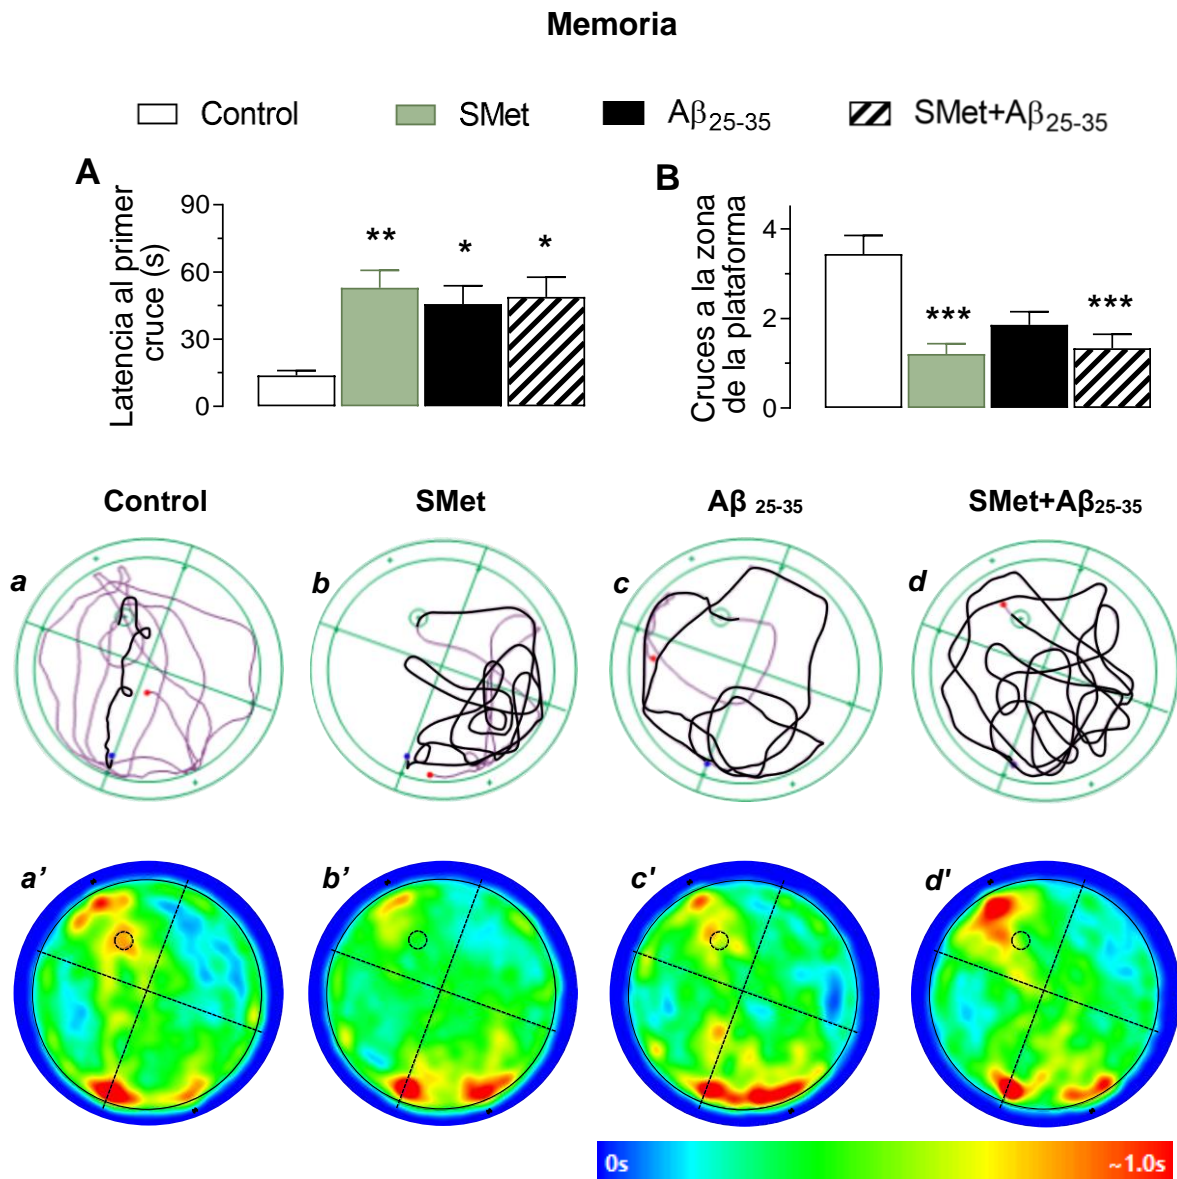 Memoria
Control
SMet
Aβ25-35
SMet+Aβ25-35
A
Latencia al primer
cruce (s)
90
60
30
0
**
*
*
B
Cruces a la zona
de la plataforma
4
2
0
***
***
Control
SMet
Aβ 25-35
SMet+Aβ25-35
a
b
c
d
a’
b’
c'
d'
0s
~1.0s